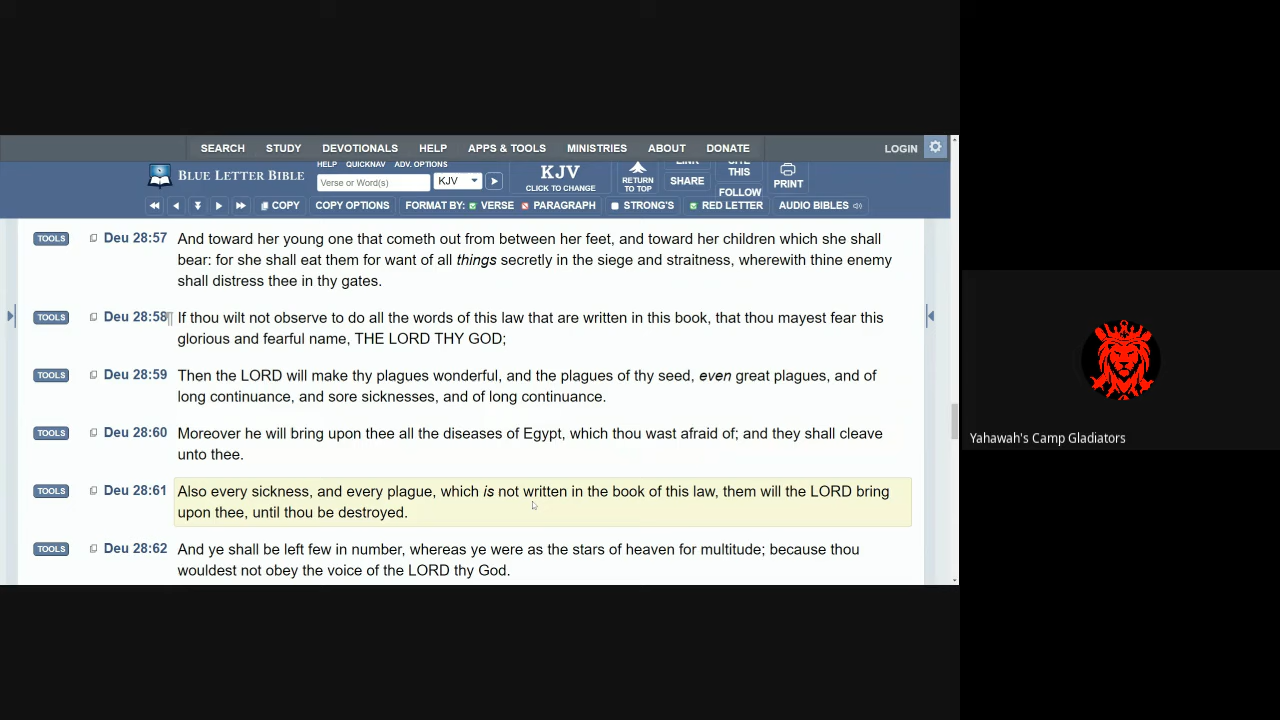 SEARCH STUDY DEVOTIONALS HELP APPS & TOOLS MINISTRIES ABOUT DONATE LOGIN
HELP QUICKNAV ADV. OPTIONS
BLUE LETTER BIBLE
Verse or Word(s) KJV
KJV
CLICK TO CHANGE
RETURN
TO TOP
LINK
SHARE
CITE
THIS
FOLLOW
PRINT
COPY COPY OPTIONS FORMAT BY: VERSE PARAGRAPH STRONG'S RED LETTER AUDIO BIBLES
TOOLS Deu 28:57 And toward her young one that cometh out from between her feet, and toward her children which she shall
bear: for she shall eat them for want of all things secretly in the siege and straitness, wherewith thine enemy
shall distress thee in thy gates.
TOOLS Deu 28:58 ¶ If thou wilt not observe to do all the words of this law that are written in this book, that thou mayest fear this
glorious and fearful name, THE LORD THY GOD;
TOOLS Deu 28:59 Then the LORD will make thy plagues wonderful, and the plagues of thy seed, even great plagues, and of
long continuance, and sore sicknesses, and of long continuance.
TOOLS Deu 28:60 Moreover he will bring upon thee all the diseases of Egypt, which thou wast afraid of; and they shall cleave
unto thee.
TOOLS Deu 28:61 Also every sickness, and every plague, which is not written in the book of this law, them will the LORD bring
upon thee, until thou be destroyed.
TOOLS Deu 28:62 And ye shall be left few in number, whereas ye were as the stars of heaven for multitude; because thou
wouldest not obey the voice of the LORD thy God.
Yahawah's Camp Gladiators